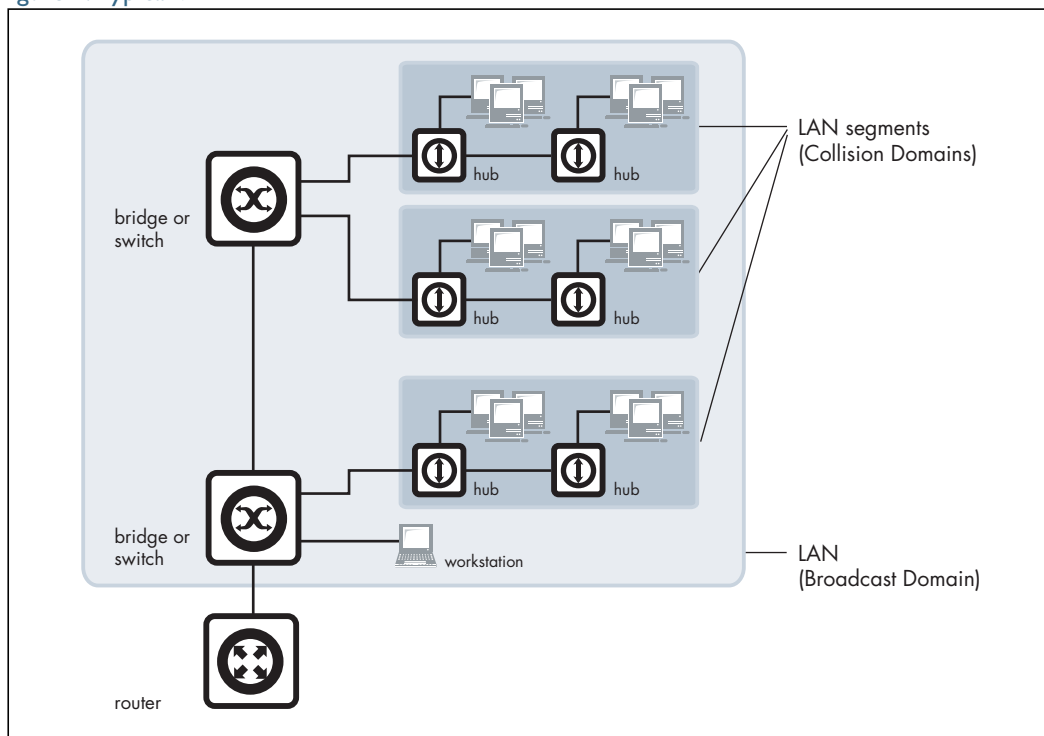 hub
hub
LAN segments
(Collision Domains)
bridge or
switch
hub
hub
hub
hub
bridge or
switch
workstation
LAN
(Broadcast Domain)
router